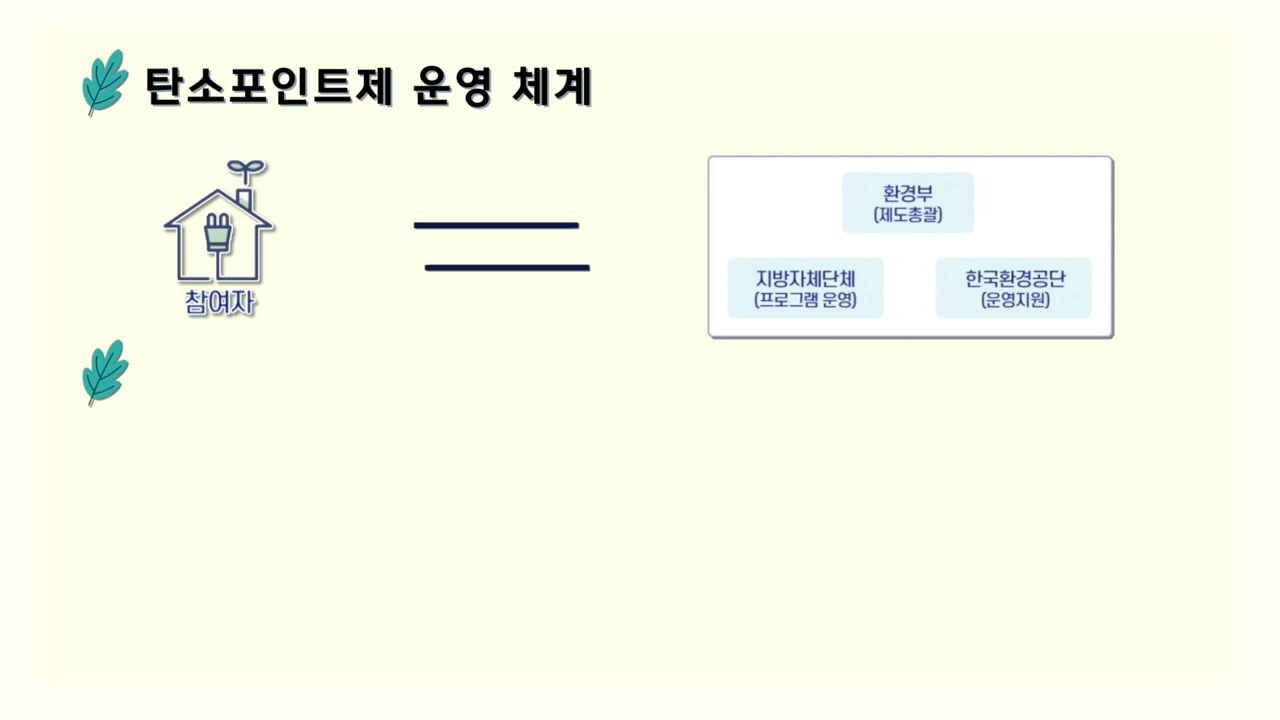 탄소포인트제 운영 체계
참여자
환경부
(제도총괄)
지방자체단체
(프로그램 운영)
한국환경공단
(운영지원)